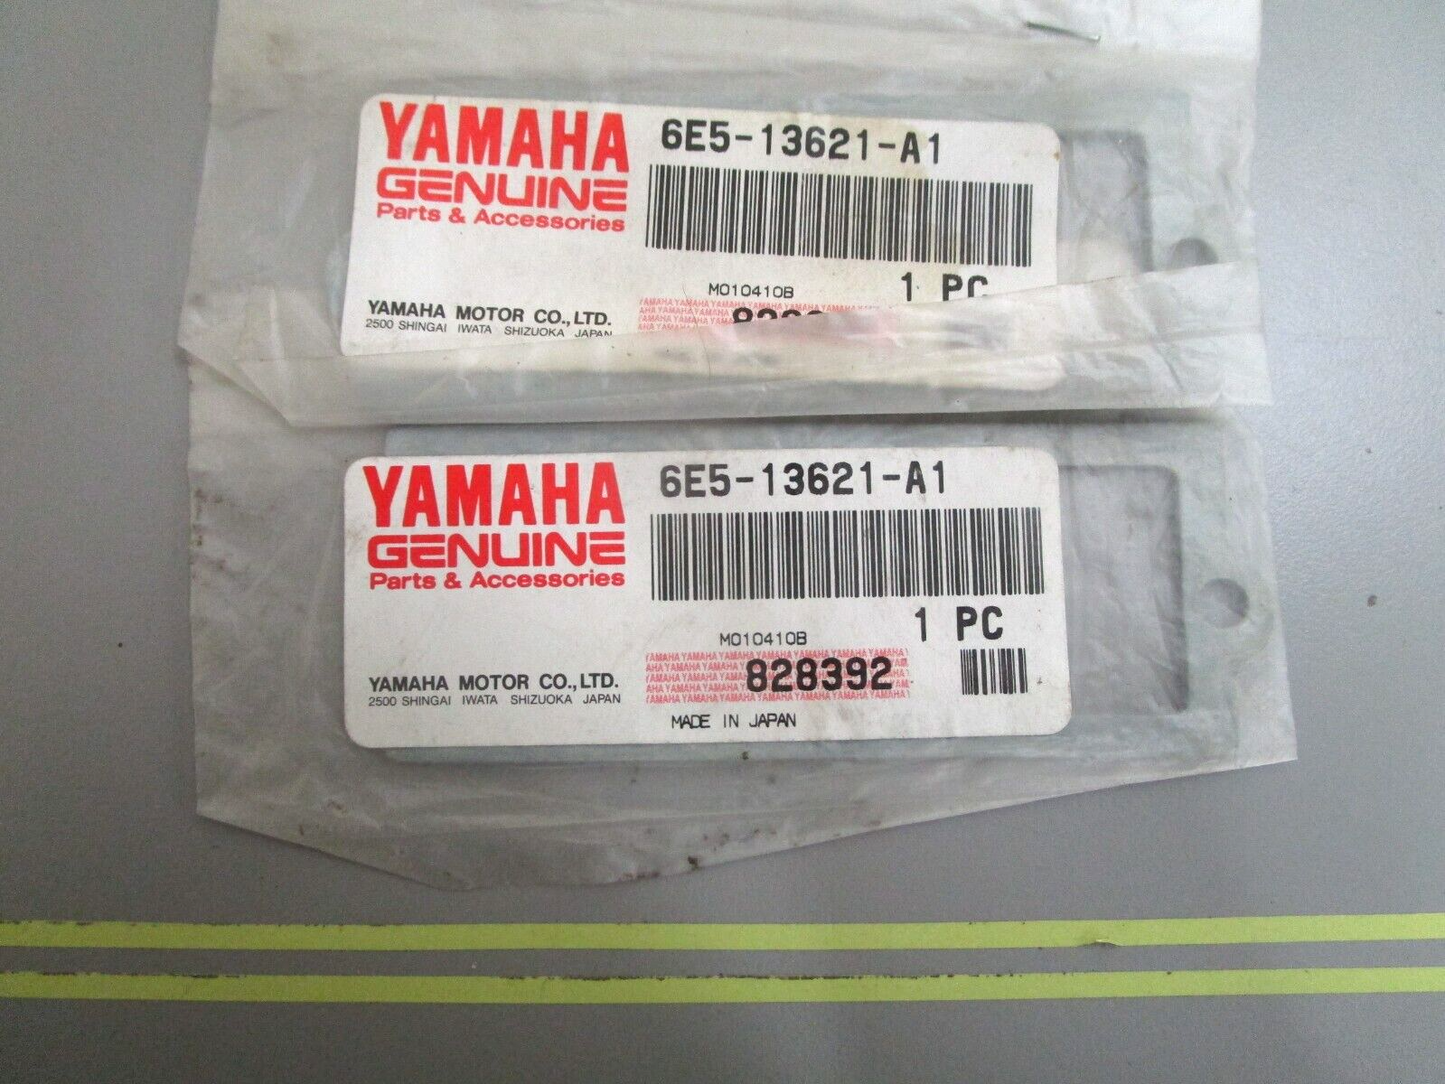 YAMAHA
GENUINE
Parts & Accessories
6E5-13621-A1
1 PC
M010410B
YAMAHA MOTOR CO.,LTD.
2500 SHINGAI IWATA SHIZUOKA JAPAN
YAMAHA
GENUINE
Parts & Accessories
6E5-13621-A1
1 PC
M010410B
828392
YAMAHA MOTOR CO.,LTD.
2500 SHINGAI IWATA SHIZUOKA JAPAN
MADE IN JAPAN